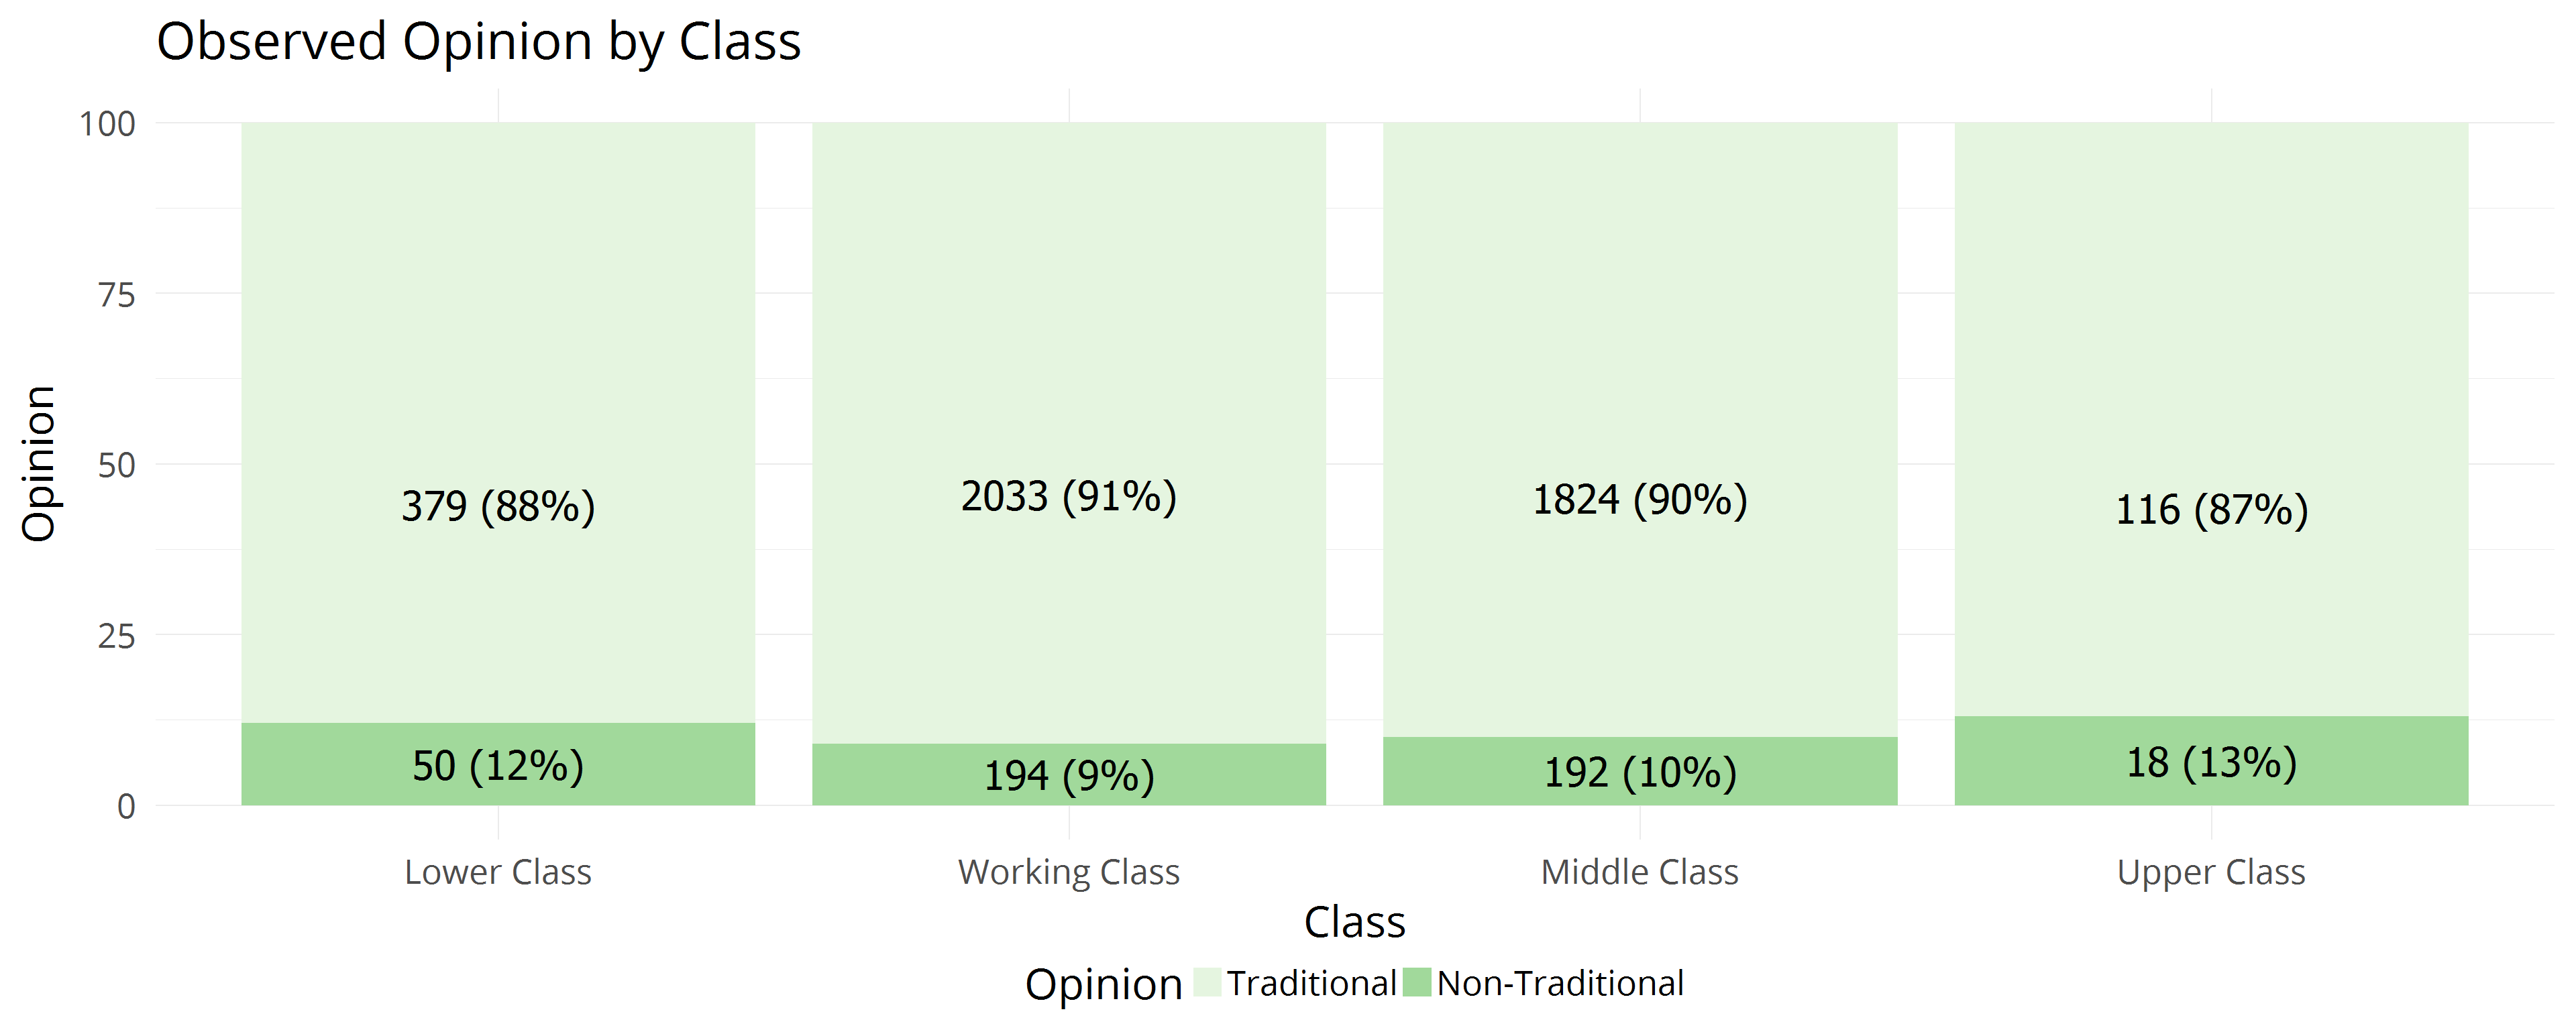 Observed Opinion by Class
100
75
50
25
0
Opinion
379 (88%)
2033 (91%)
1824 (90%)
116 (87%)
50 (12%)
194 (9%)
192 (10%)
18 (13%)
Lower Class
Working Class
Middle Class
Upper Class
Class
Opinion Traditional Non-Traditional